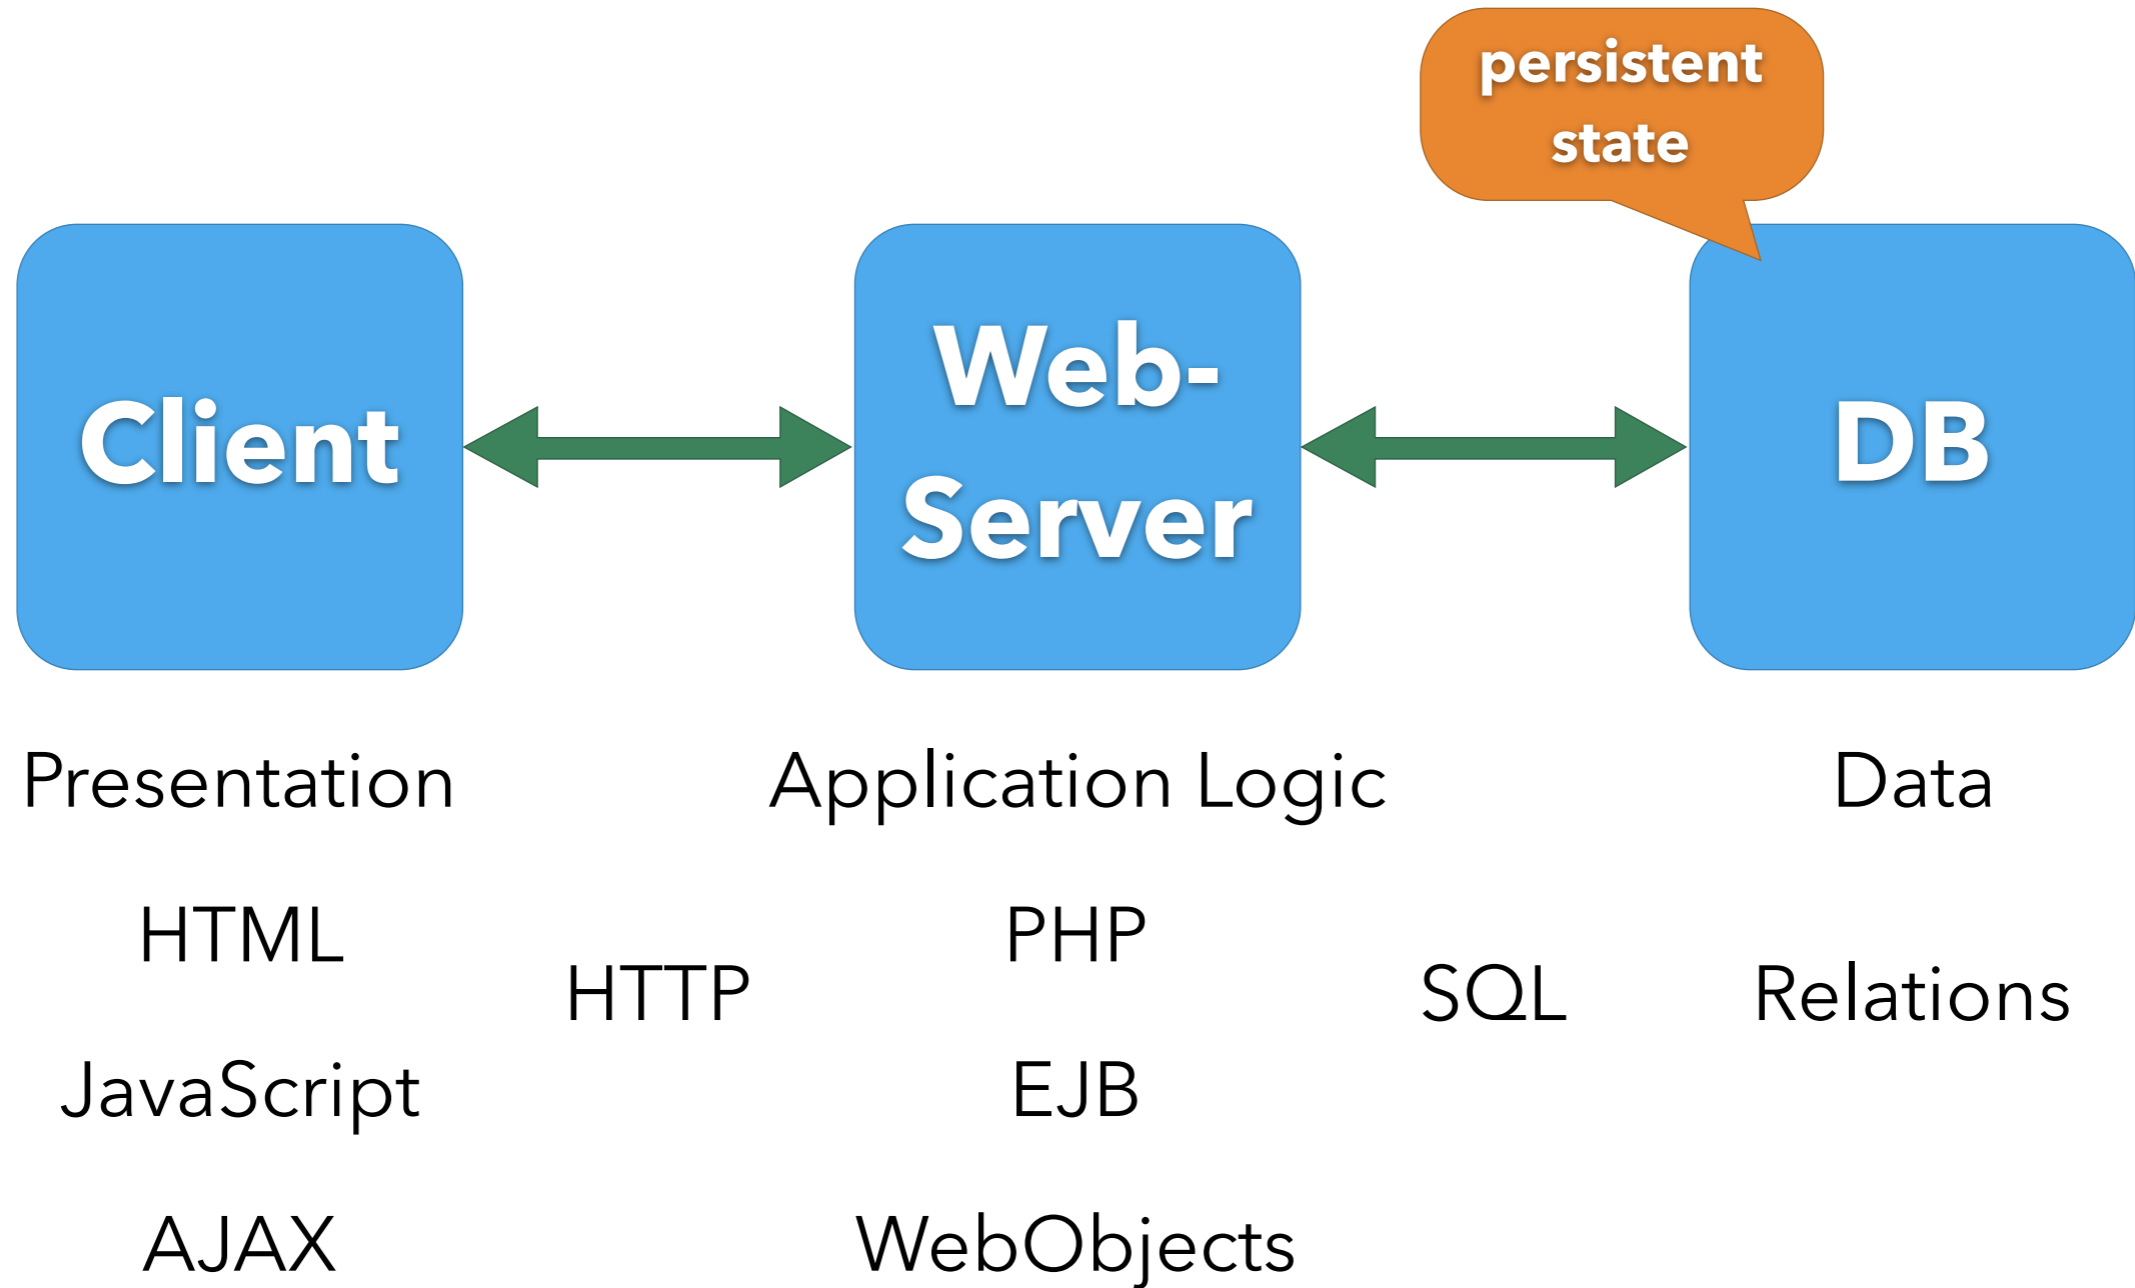 persistent
state
Client
Web-
Server
DB
Presentation
Application Logic
Data
HTML
PHP
HTTP
SQL
Relations
JavaScript
EJB
AJAX
WebObjects